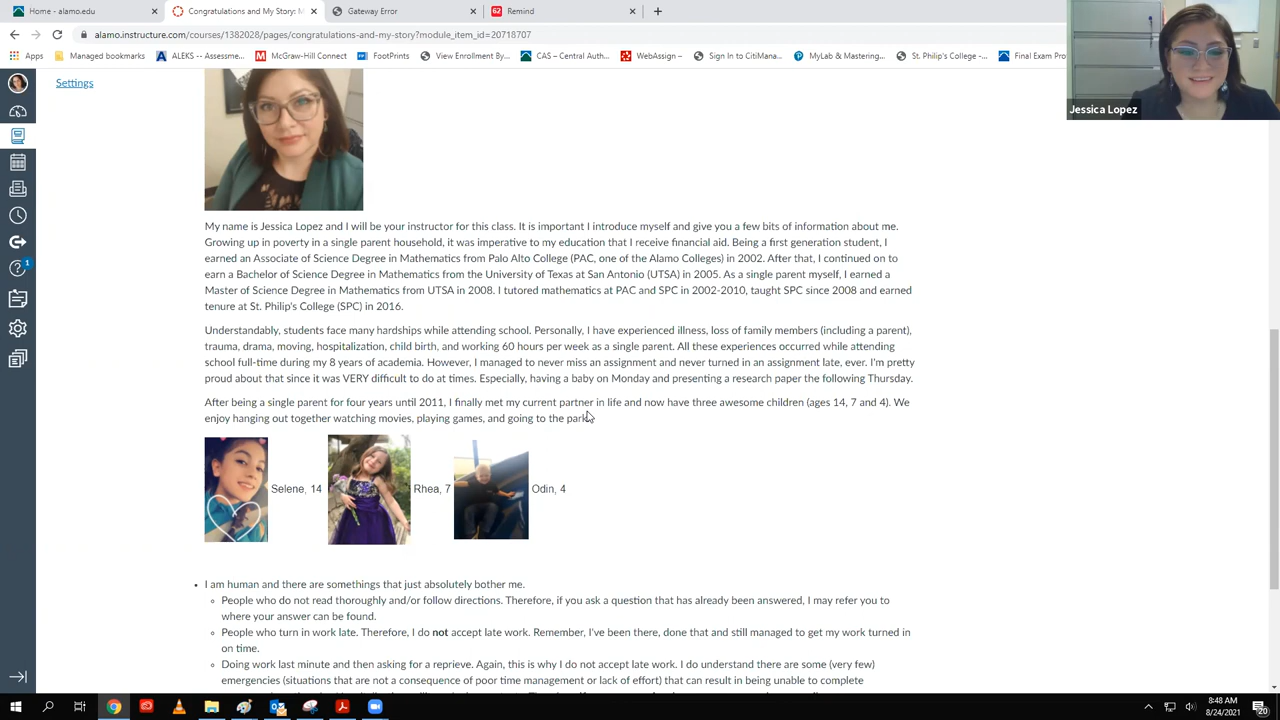 Home - alamo.edu
Congratulations and My Story: M
Gateway Error
Remind
alamo.instructure.com/courses/1382028/pages/congratulations-and-my-story?module_item_id=20718707
Apps
Managed bookmarks
ALEKS -- Assessme...
McGraw-Hill Connect
FootPrints
View Enrollment By...
CAS – Central Auth...
WebAssign –
Sign In to CitiMana...
MyLab & Mastering...
St. Philip's College -...
Final Exam Pro
Jessica Lopez
Settings
My name is Jessica Lopez and I will be your instructor for this class. It is important I introduce myself and give you a few bits of information about me.
Growing up in poverty in a single parent household, it was imperative to my education that I receive financial aid. Being a first generation student, I
earned an Associate of Science Degree in Mathematics from Palo Alto College (PAC, one of the Alamo Colleges) in 2002. After that, I continued on to
earn a Bachelor of Science Degree in Mathematics from the University of Texas at San Antonio (UTSA) in 2005. As a single parent myself, I earned a
Master of Science Degree in Mathematics from UTSA in 2008. I tutored mathematics at PAC and SPC in 2002-2010, taught SPC since 2008 and earned
tenure at St. Philip's College (SPC) in 2016.
Understandably, students face many hardships while attending school. Personally, I have experienced illness, loss of family members (including a parent),
trauma, drama, moving, hospitalization, child birth, and working 60 hours per week as a single parent. All these experiences occurred while attending
school full-time during my 8 years of academia. However, I managed to never miss an assignment and never turned in an assignment late, ever. I'm pretty
proud about that since it was VERY difficult to do at times. Especially, having a baby on Monday and presenting a research paper the following Thursday.
After being a single parent for four years until 2011, I finally met my current partner in life and now have three awesome children (ages 14, 7 and 4). We
enjoy hanging out together watching movies, playing games, and going to the park.
Selene, 14
Rhea, 7
Odin, 4
I am human and there are somethings that just absolutely bother me.
People who do not read thoroughly and/or follow directions. Therefore, if you ask a question that has already been answered, I may refer you to
where your answer can be found.
People who turn in work late. Therefore, I do not accept late work. Remember, I've been there, done that and still managed to get my work turned in
on time.
Doing work last minute and then asking for a reprieve. Again, this is why I do not accept late work. I do understand there are some (very few)
emergencies (situations that are not a consequence of poor time management or lack of effort) that can result in being unable to complete
8:48 AM
8/24/2021
20